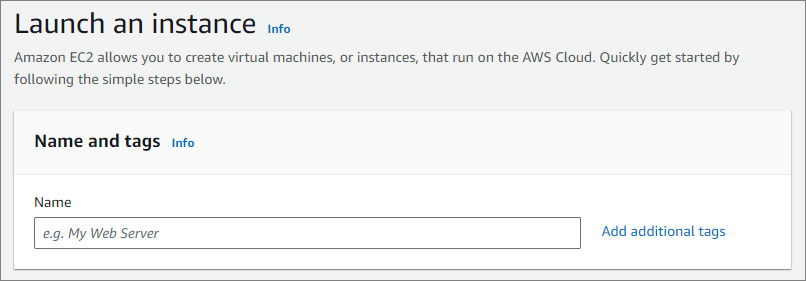 Launch an instance Info
Amazon EC2 allows you to create virtual machines, or instances, that run on the AWS Cloud. Quickly get started by
following the simple steps below.
Name and tags Info
Name
e.g. My Web Server Add additional tags